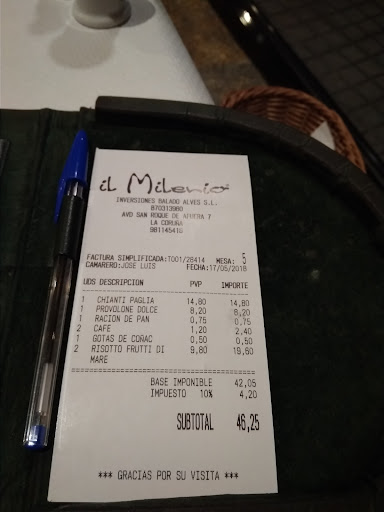 il Milenio
INVERSIONES BALADO ALVES S.L.
B70313980
AVD SAN ROQUE DE AFUERA 7
LA CORUÑA
981145410
FACTURA SIMPLIFICADA:T001/28414 MESA: 5
CAMARERO:JOSE LUIS FECHA:17/05/2018
UDS DESCRIPCION PVP IMPORTE
1 CHIANTI PAGLIA 14,80 14,80
1 PROVOLONE DOLCE 8,20 8,20
1 RACION DE PAN 0,75 0,75
2 CAFE 1,20 2,40
1 GOTAS DE COÑAC 0,50 0,50
2 RISOTTO FRUTTI DI 9,80 19,60
MARE
BASE IMPONIBLE 42,05
IMPUESTO 10% 4,20
SUBTOTAL 46,25
*** GRACIAS POR SU VISITA ***